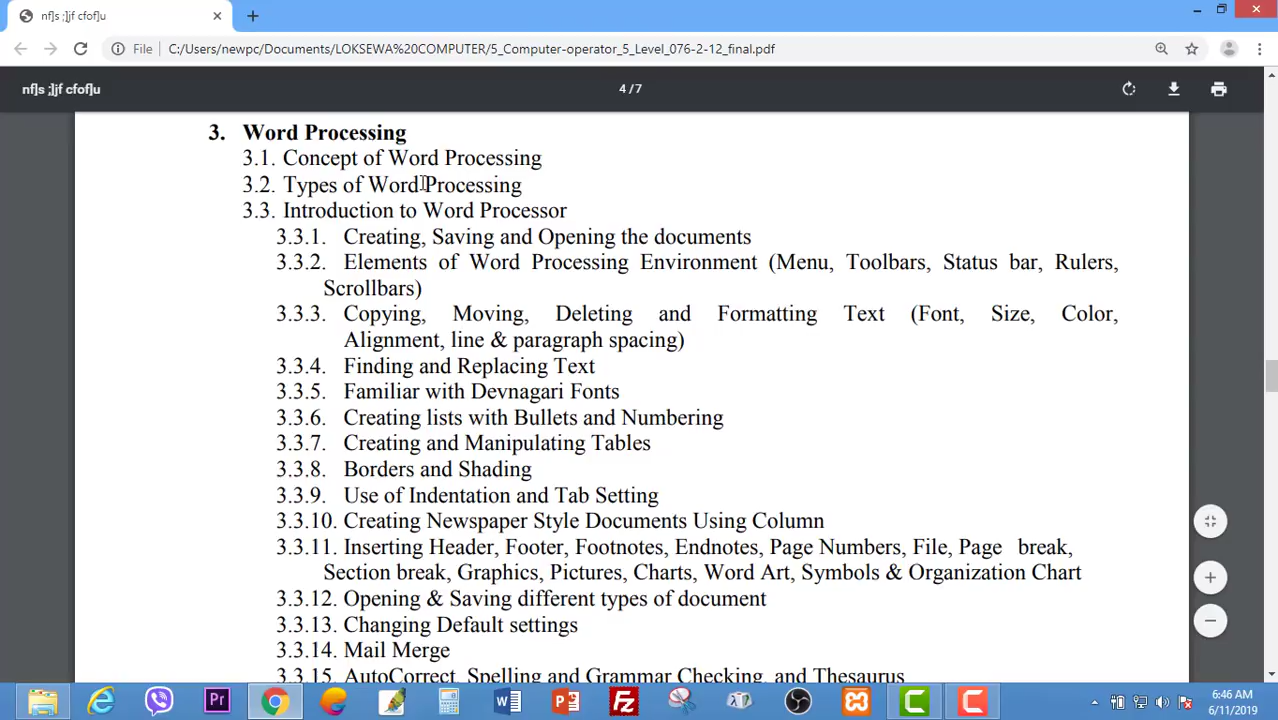 nf]s ;]jf cfof]u
File
C:/Users/newpc/Documents/LOKSEWA%20COMPUTER/5_Computer-operator_5_Level_076-2-12_final.pdf
nf]s ;]jf cfof]u
4 / 7
3. Word Processing
3.1. Concept of Word Processing
3.2. Types of Word Processing
3.3. Introduction to Word Processor
3.3.1. Creating, Saving and Opening the documents
3.3.2. Elements of Word Processing Environment (Menu, Toolbars, Status bar, Rulers,
Scrollbars)
3.3.3. Copying, Moving, Deleting and Formatting Text (Font, Size, Color,
Alignment, line & paragraph spacing)
3.3.4. Finding and Replacing Text
3.3.5. Familiar with Devnagari Fonts
3.3.6. Creating lists with Bullets and Numbering
3.3.7. Creating and Manipulating Tables
3.3.8. Borders and Shading
3.3.9. Use of Indentation and Tab Setting
3.3.10. Creating Newspaper Style Documents Using Column
3.3.11. Inserting Header, Footer, Footnotes, Endnotes, Page Numbers, File, Page break,
Section break, Graphics, Pictures, Charts, Word Art, Symbols & Organization Chart
3.3.12. Opening & Saving different types of document
3.3.13. Changing Default settings
3.3.14. Mail Merge
3.3.15. AutoCorrect, Spelling and Grammar Checking, and Thesaurus
Pr
6:46 AM
6/11/2019